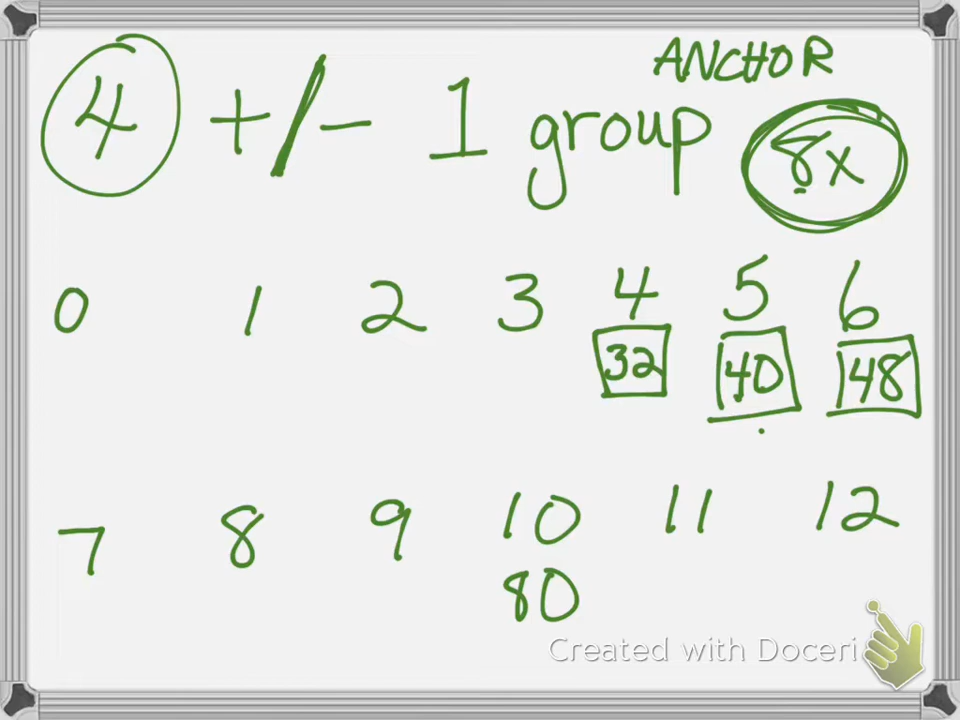 ANCHOR
4 +/- 1 group 8x
0 1 2 3 4 5 6
32 40 48
7 8 9 10 11 12
80
Created with Doceri